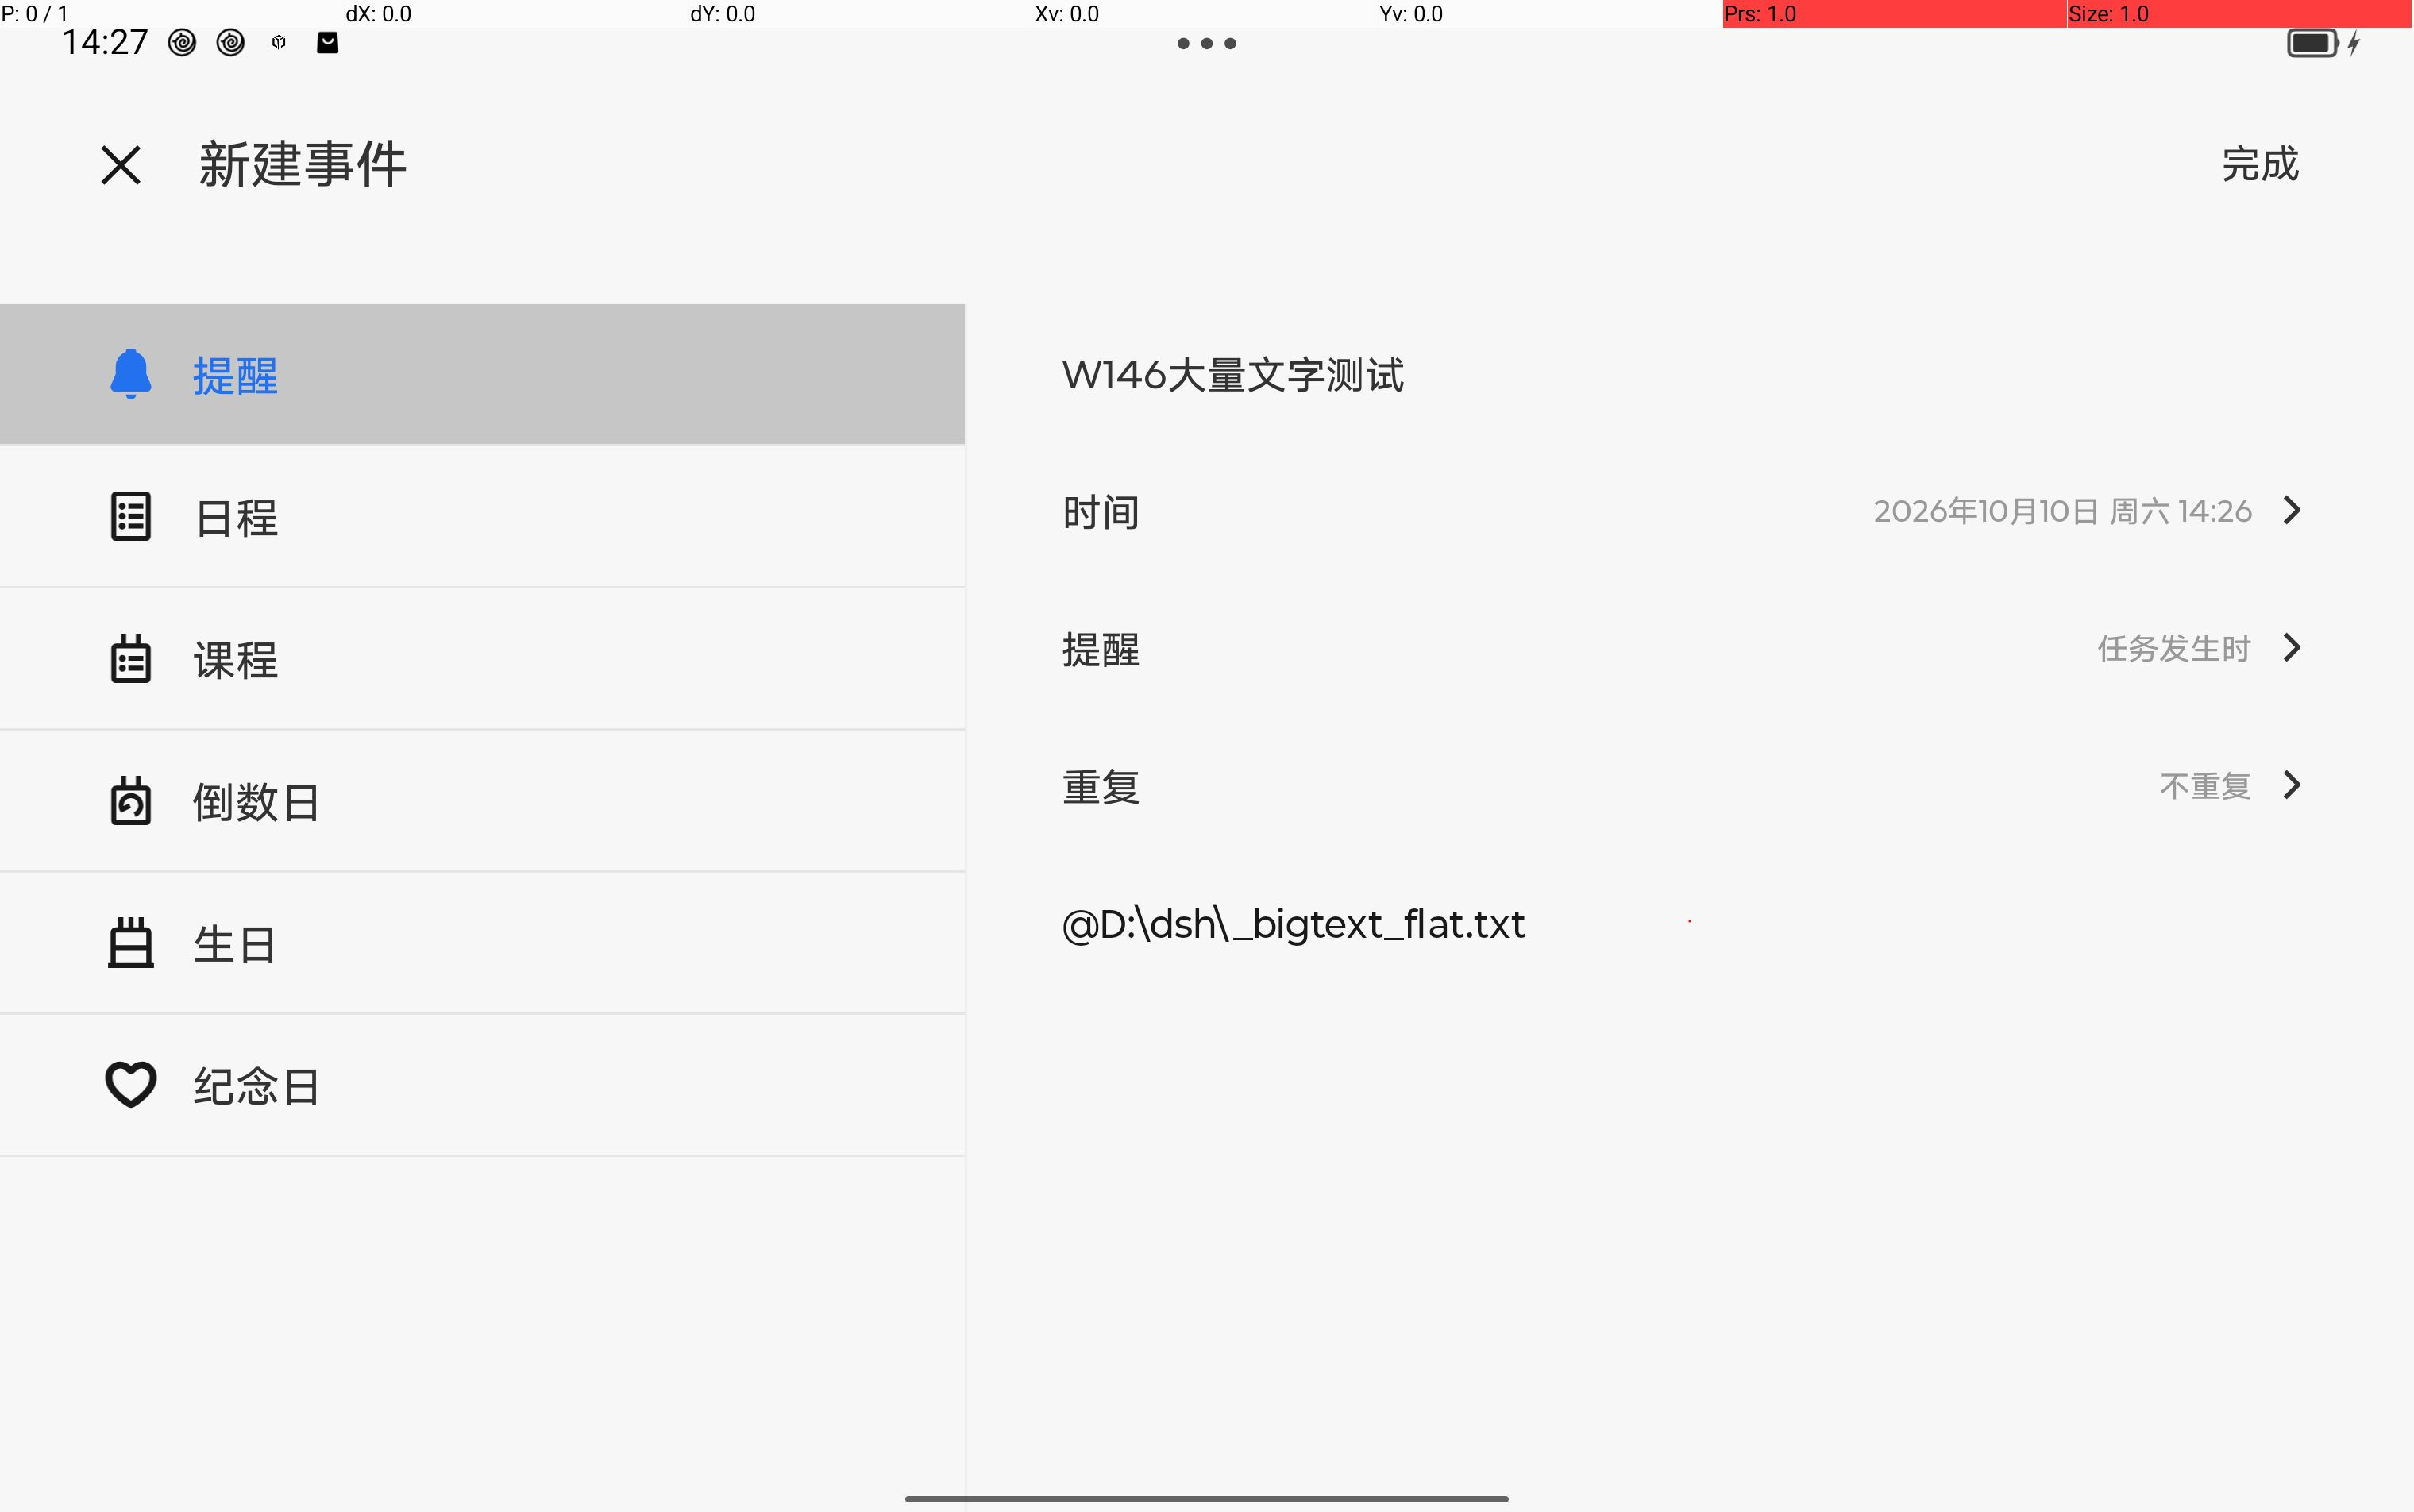 P: 0 / 1 dX: 0.0 dY: 0.0 Xv: 0.0 Yv: 0.0 Prs: 1.0 Size: 1.0
14:27
新建事件 完成
提醒
日程
课程
倒数日
生日
纪念日
W146大量文字测试
时间 2026年10月10日 周六 14:26
提醒 任务发生时
重复 不重复
@D:\dsh\_bigtext_flat.txt